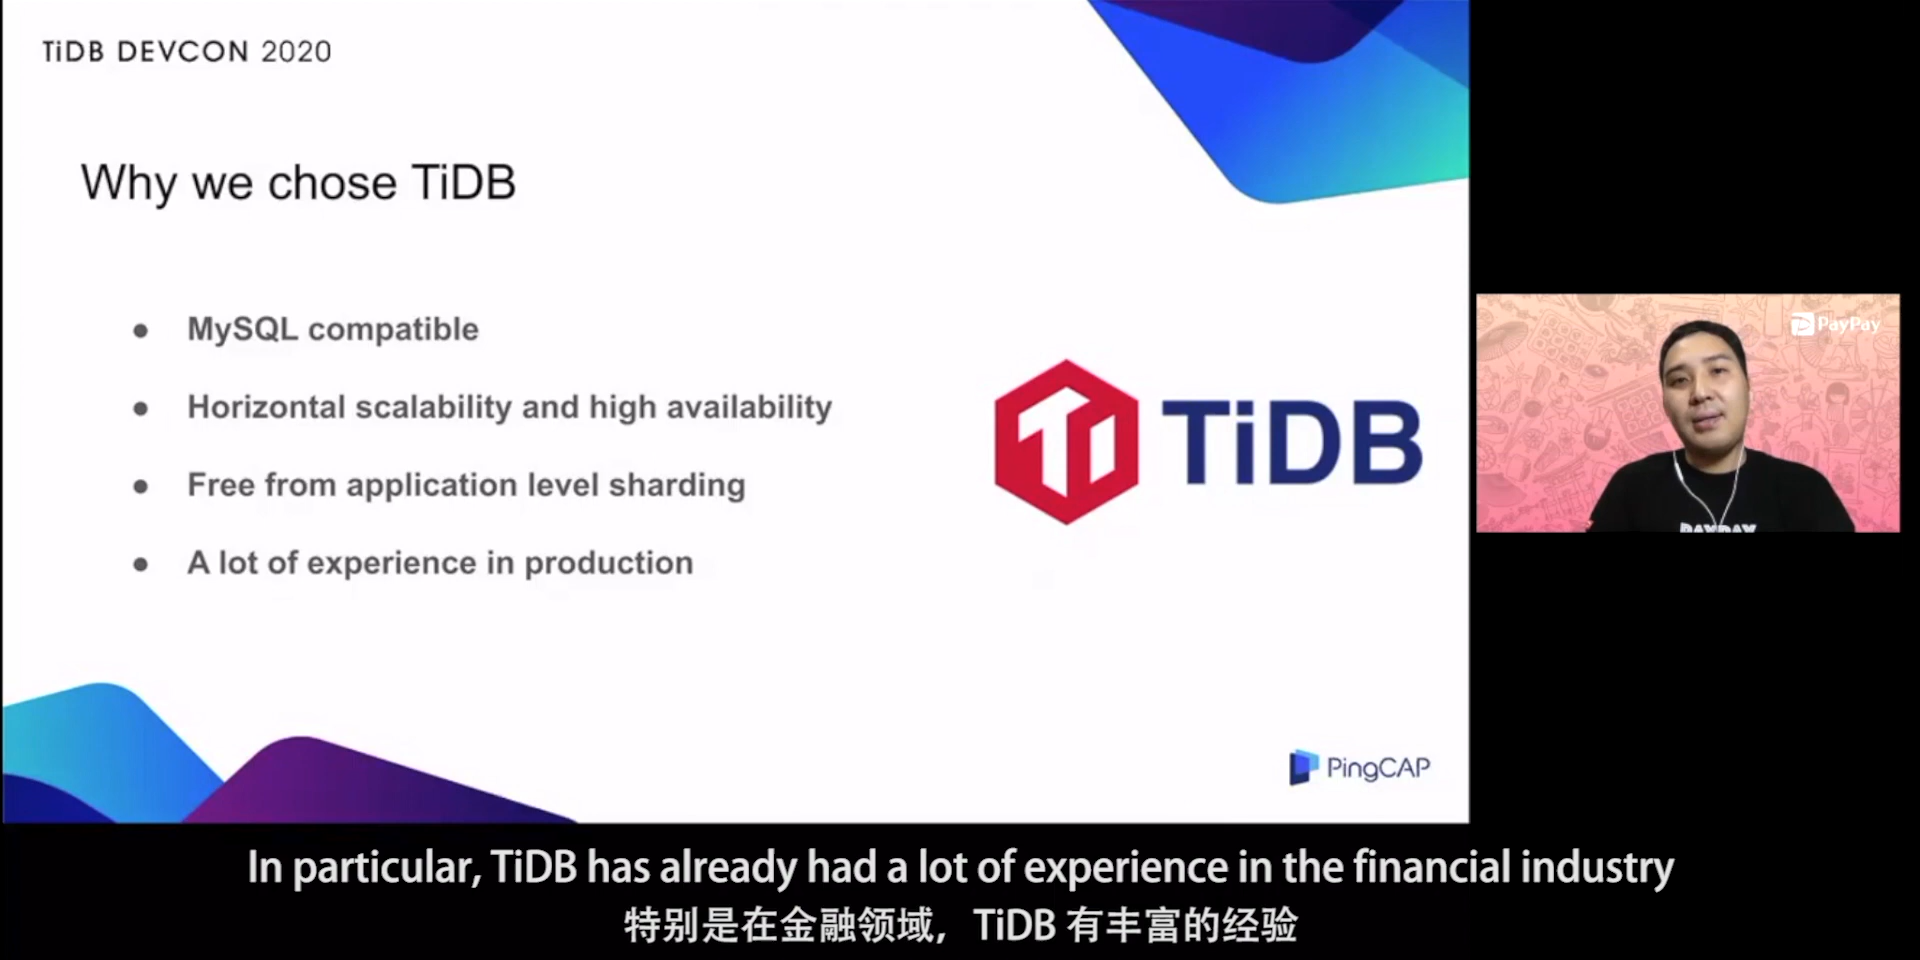 TiDB DEVCON 2020
Why we chose TiDB
● MySQL compatible
● Horizontal scalability and high availability
● Free from application level sharding
● A lot of experience in production
TiDB
PingCAP
PayPay
PAYPAY
In particular, TiDB has already had a lot of experience in the financial industry
特别是在金融领域，TiDB 有丰富的经验